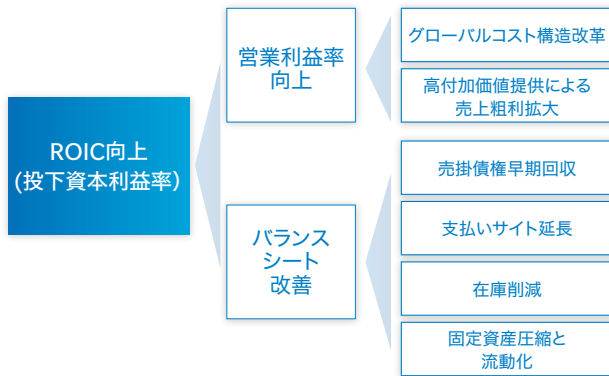 ROIC向上
(投下資本利益率)
営業利益率
向上
グローバルコスト構造改革
高付加価値提供による
売上粗利拡大
バランス
シート
改善
売掛債権早期回収
支払いサイト延長
在庫削減
固定資産圧縮と
流動化